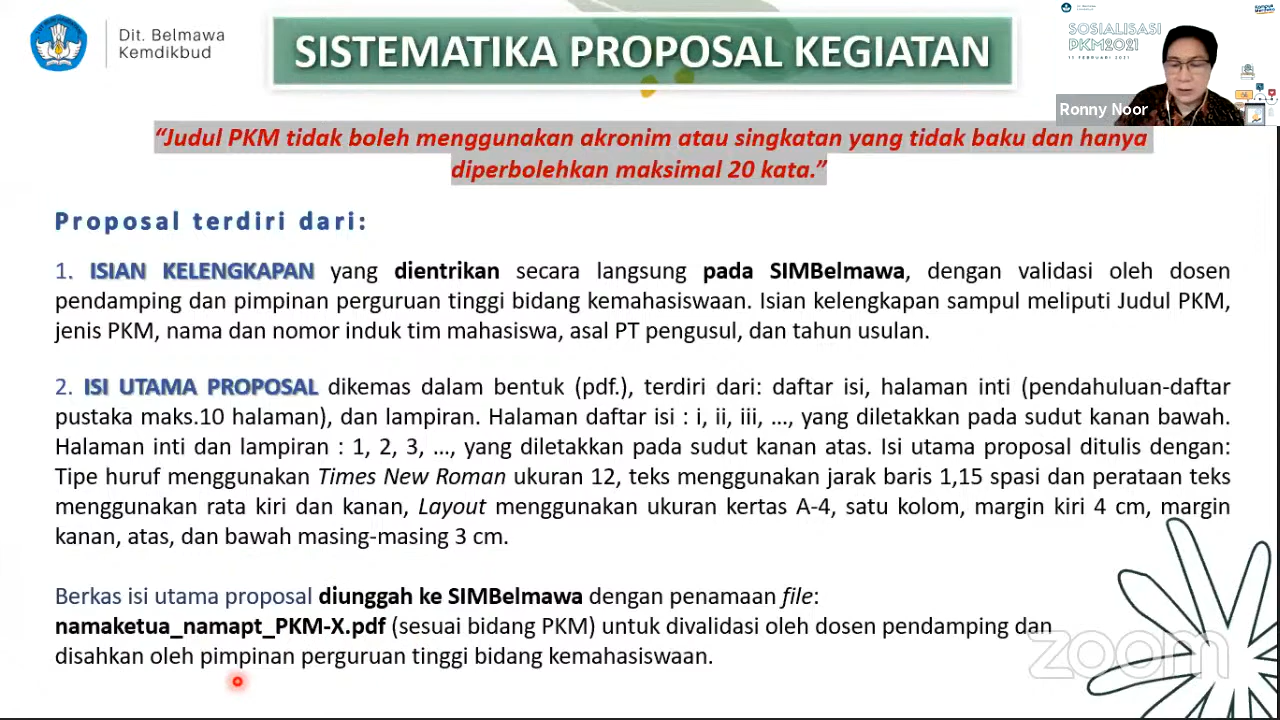 Dit. Belmawa
Kemdikbud
SISTEMATIKA PROPOSAL KEGIATAN
SOSIALISASI
PKM2021
11 FEBRUARI 2021
Ronny Noor
“Judul PKM tidak boleh menggunakan akronim atau singkatan yang tidak baku dan hanya
diperbolehkan maksimal 20 kata.”
Proposal terdiri dari:
1. ISIAN KELENGKAPAN yang dientrikan secara langsung pada SIMBelmawa, dengan validasi oleh dosen
pendamping dan pimpinan perguruan tinggi bidang kemahasiswaan. Isian kelengkapan sampul meliputi Judul PKM,
jenis PKM, nama dan nomor induk tim mahasiswa, asal PT pengusul, dan tahun usulan.
2. ISI UTAMA PROPOSAL dikemas dalam bentuk (pdf.), terdiri dari: daftar isi, halaman inti (pendahuluan-daftar
pustaka maks.10 halaman), dan lampiran. Halaman daftar isi : i, ii, iii, ..., yang diletakkan pada sudut kanan bawah.
Halaman inti dan lampiran : 1, 2, 3, ..., yang diletakkan pada sudut kanan atas. Isi utama proposal ditulis dengan:
Tipe huruf menggunakan Times New Roman ukuran 12, teks menggunakan jarak baris 1,15 spasi dan perataan teks
menggunakan rata kiri dan kanan, Layout menggunakan ukuran kertas A-4, satu kolom, margin kiri 4 cm, margin
kanan, atas, dan bawah masing-masing 3 cm.
Berkas isi utama proposal diunggah ke SIMBelmawa dengan penamaan file:
namaketua_namapt_PKM-X.pdf (sesuai bidang PKM) untuk divalidasi oleh dosen pendamping dan
disahkan oleh pimpinan perguruan tinggi bidang kemahasiswaan.
zoom